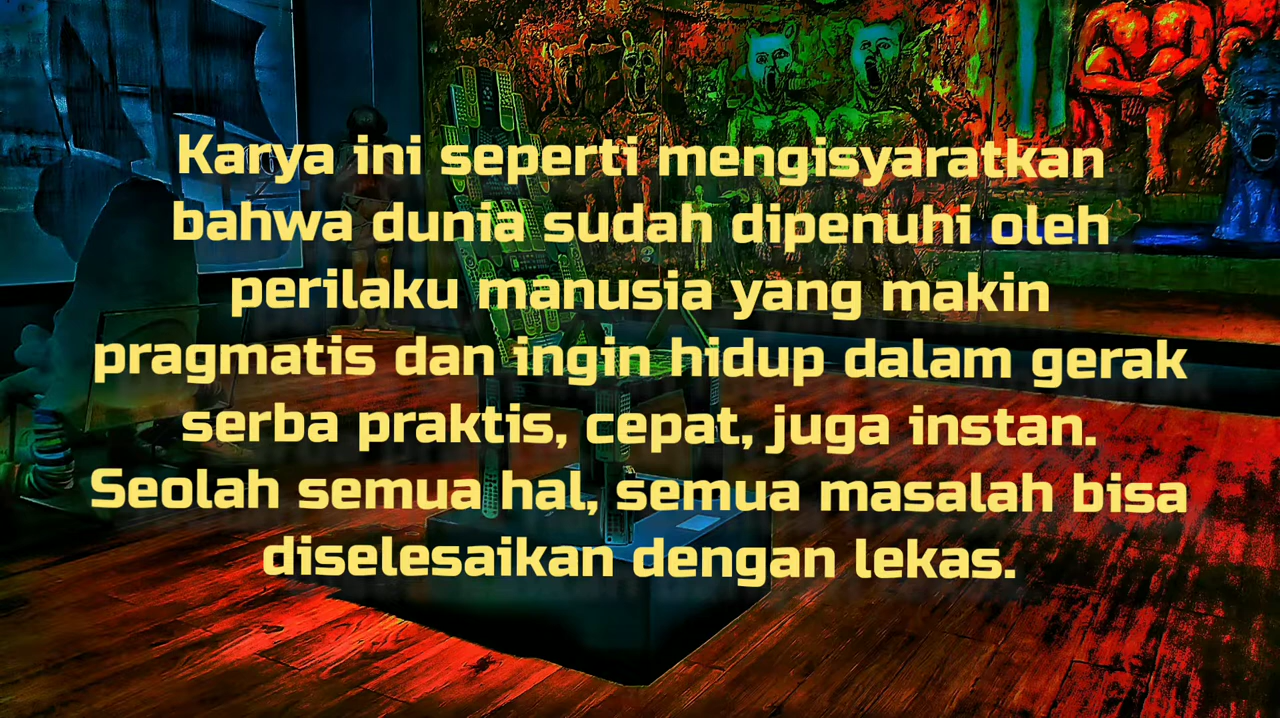 Karya ini seperti mengisyaratkan
bahwa dunia sudah dipenuhi oleh
perilaku manusia yang makin
pragmatis dan ingin hidup dalam gerak
serba praktis, cepat, juga instan.
Seolah semua hal, semua masalah bisa
diselesaikan dengan lekas.